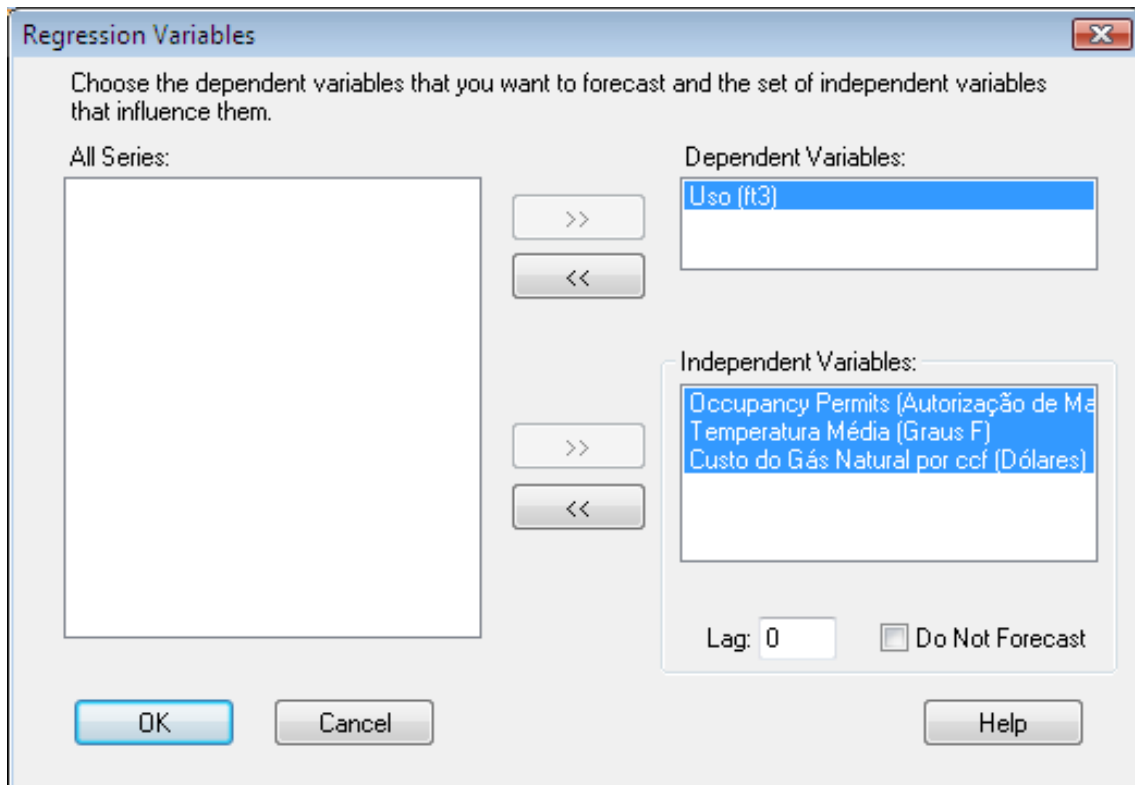 Regression Variables
Choose the dependent variables that you want to forecast and the set of independent variables
that influence them.
All Series:
Dependent Variables:
Uso (ft3)
>>
<<
Independent Variables:
Occupancy Permits (Autorização de Ma
Temperatura Média (Graus F)
Custo do Gás Natural por ccf (Dólares)
>>
<<
Lag: 0
Do Not Forecast
OK
Cancel
Help